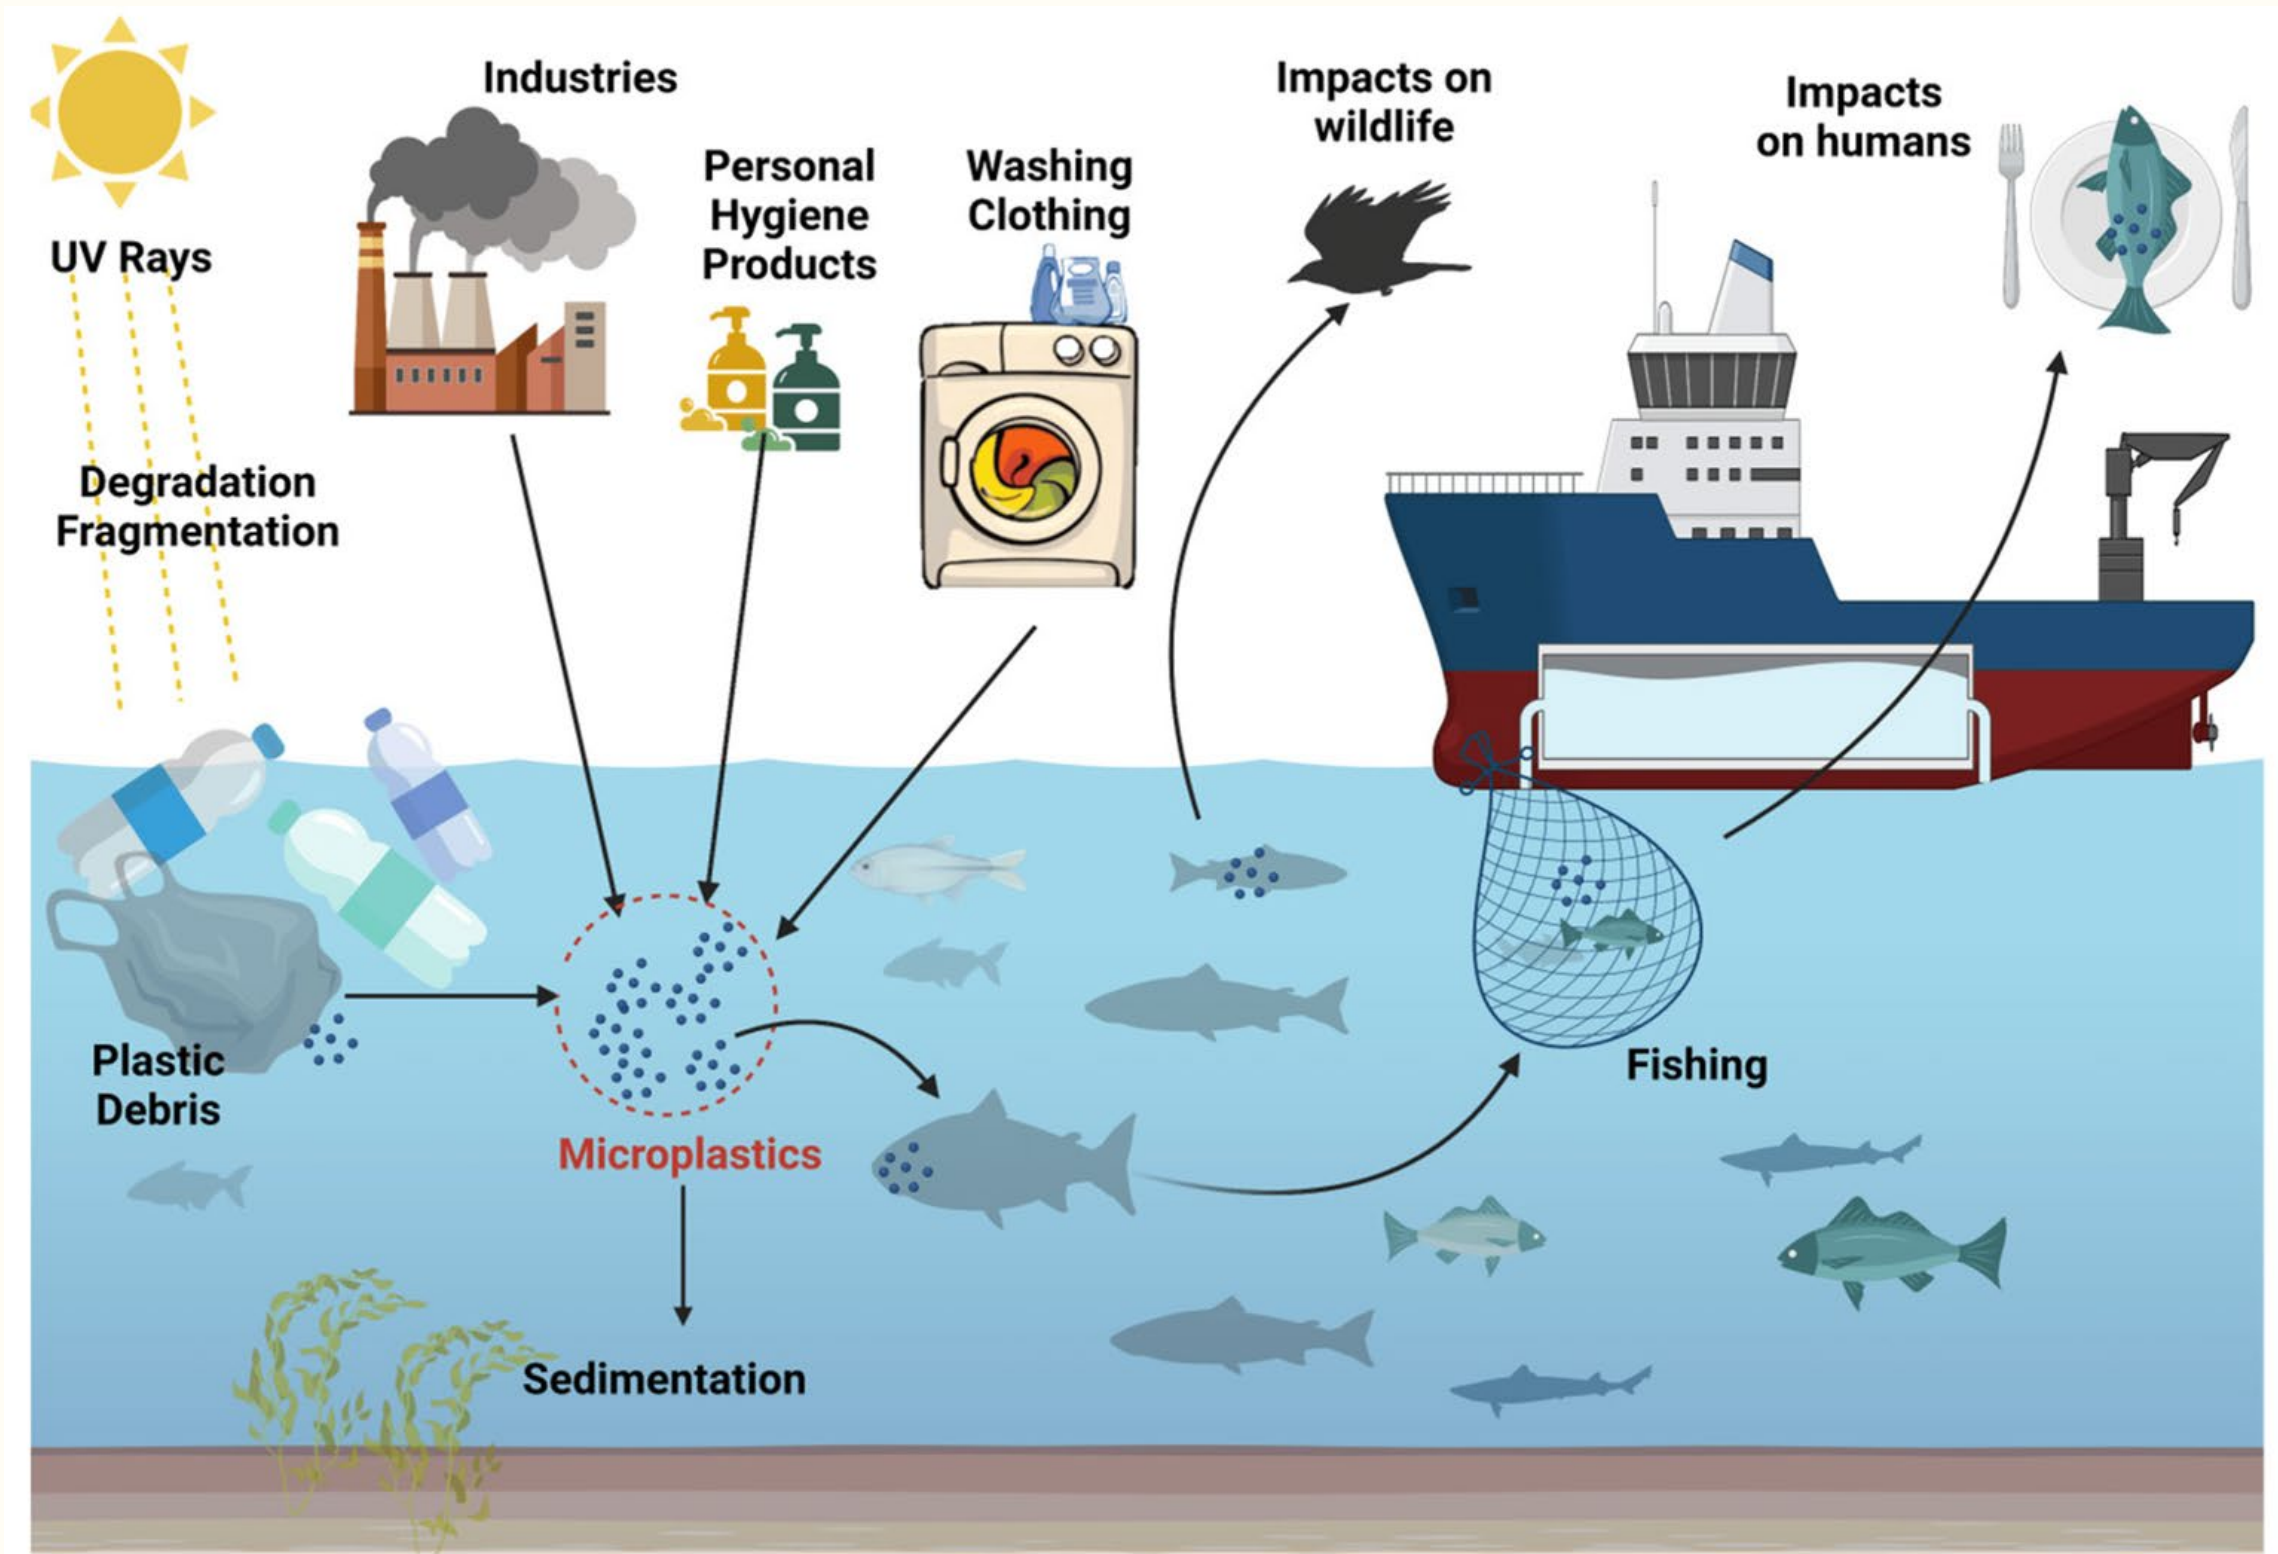 Industries
Impacts on
wildlife
Impacts
on humans
Personal
Hygiene
Products
Washing
Clothing
UV Rays
Degradation
Fragmentation
Plastic
Debris
Microplastics
Fishing
Sedimentation